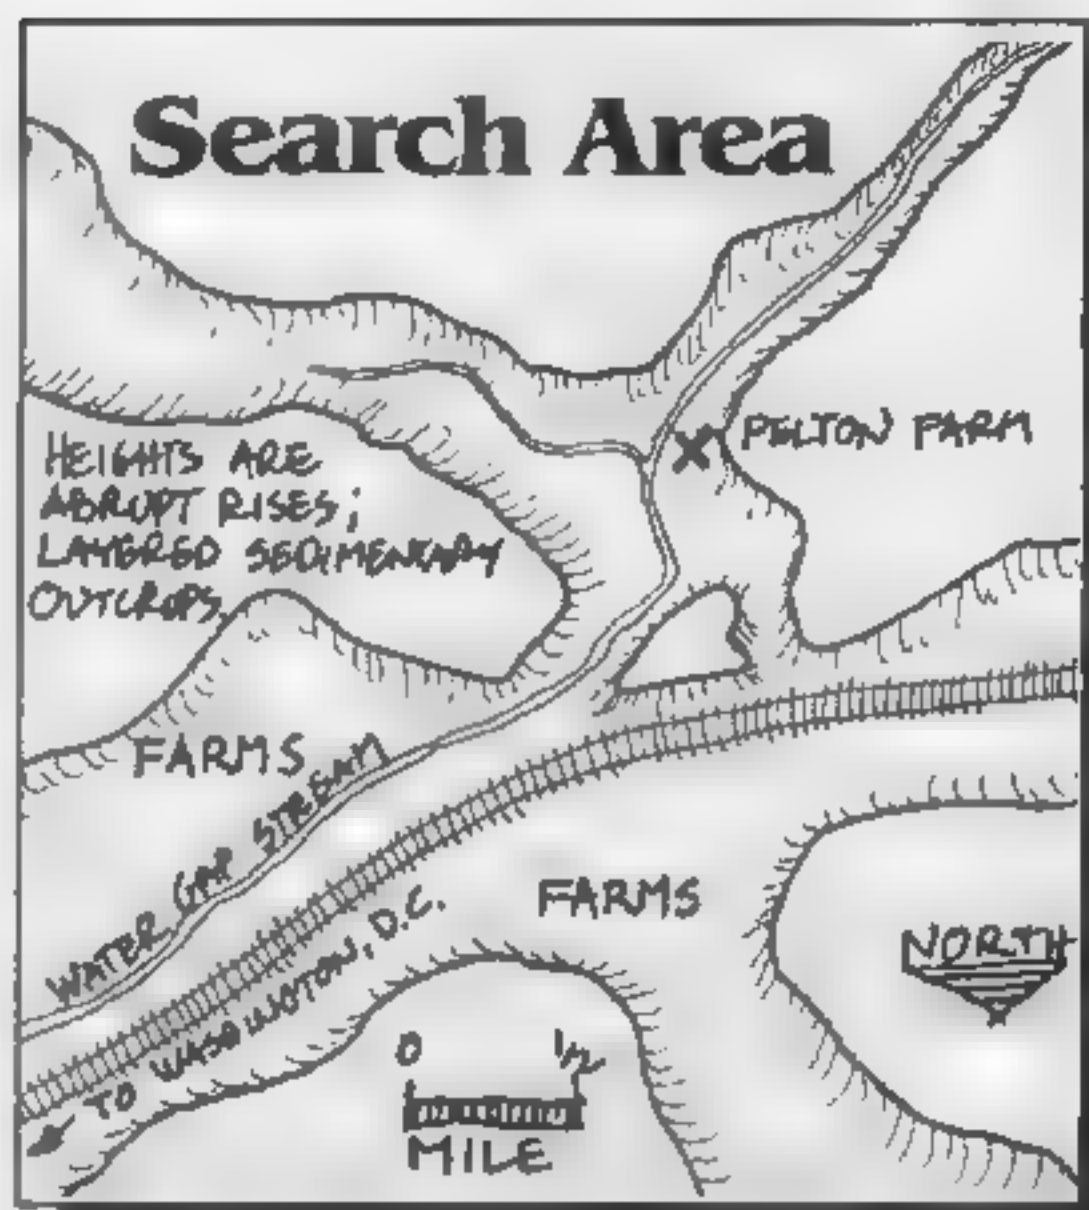 Search Area
PELTON FARM
HEIGHTS ARE
ABRUPT RISES;
LAYERED SEDIMENTARY
OUTCROPS.
FARMS
WATER GAP STREAM
FARMS
TO WASHINGTON, D.C.
NORTH
0 1/2
MILE